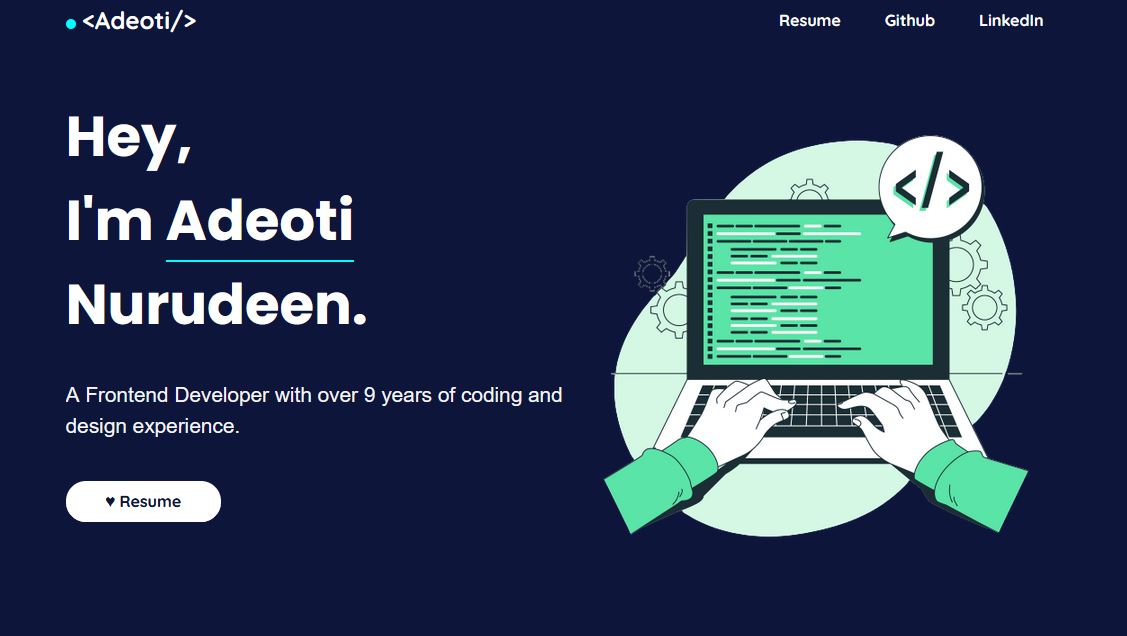 <Adeoti/>
Resume Github LinkedIn
Hey,
I'm Adeoti
Nurudeen.
A Frontend Developer with over 9 years of coding and
design experience.
♥ Resume
</>